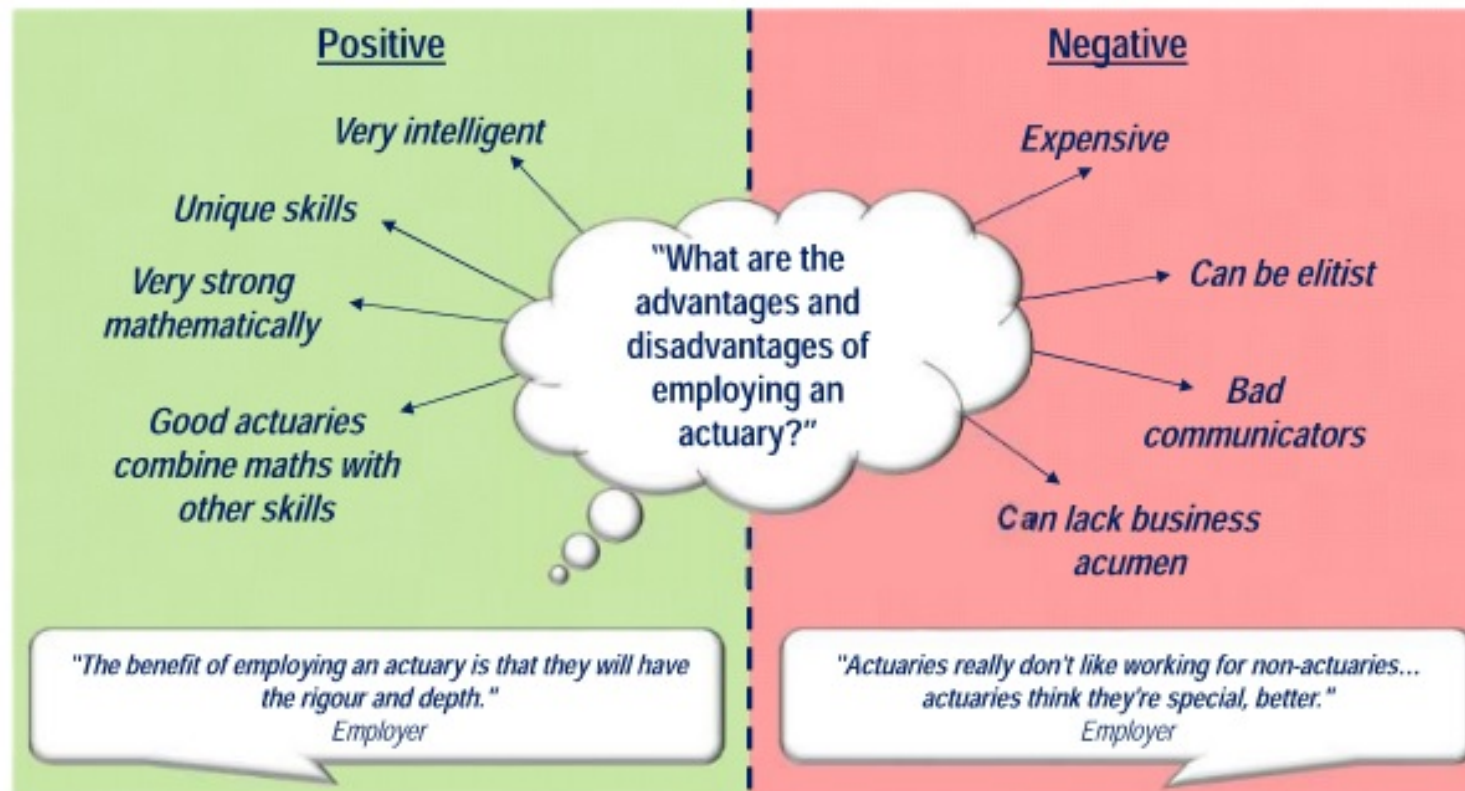 Positive
Very intelligent
Unique skills
Very strong
mathematically
Good actuaries
combine maths with
other skills
"What are the
advantages and
disadvantages of
employing an
actuary?"
Negative
Expensive
Can be elitist
Bad
communicators
Can lack business
acumen
"The benefit of employing an actuary is that they will have
the rigour and depth."
Employer
"Actuaries really don't like working for non-actuaries...
actuaries think they're special, better."
Employer